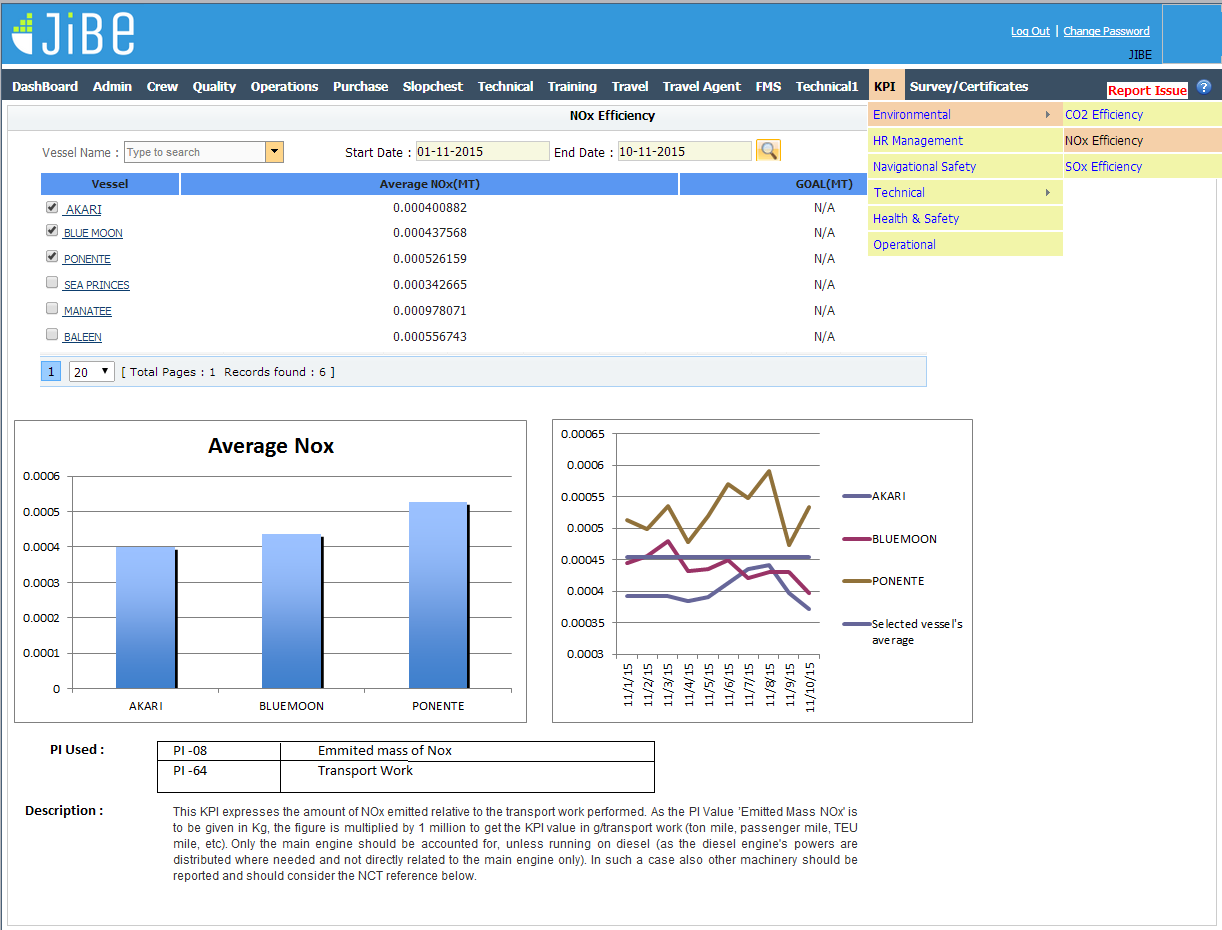 JiBE
Log Out | Change Password
JIBE
DashBoard Admin Crew Quality Operations Purchase Slopchest Technical Training Travel Travel Agent FMS Technical1 KPI Survey/Certificates
Report Issue ?
Environmental
HR Management
Navigational Safety
Technical
Health & Safety
Operational
CO2 Efficiency
NOx Efficiency
SOx Efficiency
NOx Efficiency
Vessel Name : Type to search Start Date : 01-11-2015 End Date : 10-11-2015
Vessel Average NOx(MT) GOAL(MT)
AKARI 0.000400882 N/A
BLUE MOON 0.000437568 N/A
PONENTE 0.000526159 N/A
SEA PRINCES 0.000342665 N/A
MANATEE 0.000978071 N/A
BALEEN 0.000556743 N/A
1 20 [ Total Pages : 1 Records found : 6 ]
Average Nox
0.0006
0.0005
0.0004
0.0003
0.0002
0.0001
0
AKARI BLUEMOON PONENTE
0.00065
0.0006
0.00055
0.0005
0.00045
0.0004
0.00035
0.0003
11/1/15
11/2/15
11/3/15
11/4/15
11/5/15
11/6/15
11/7/15
11/8/15
11/9/15
11/10/15
AKARI
BLUEMOON
PONENTE
Selected vessel's
average
PI Used :
PI -08 Emmited mass of Nox
PI -64 Transport Work
Description :
This KPI expresses the amount of NOx emitted relative to the transport work performed. As the PI Value 'Emitted Mass NOx' is
to be given in Kg, the figure is multiplied by 1 million to get the KPI value in g/transport work (ton mile, passenger mile, TEU
mile, etc). Only the main engine should be accounted for, unless running on diesel (as the diesel engine's powers are
distributed where needed and not directly related to the main engine only). In such a case also other machinery should be
reported and should consider the NCT reference below.